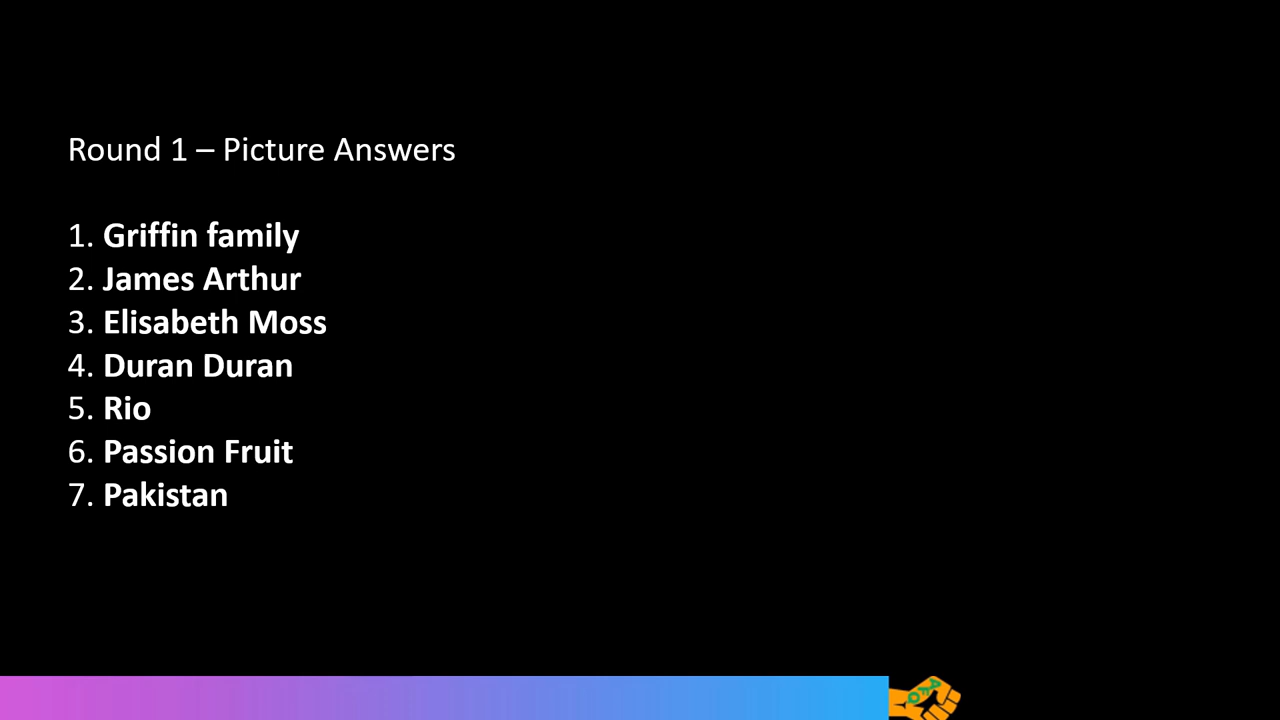 Round 1 – Picture Answers
1. Griffin family
2. James Arthur
3. Elisabeth Moss
4. Duran Duran
5. Rio
6. Passion Fruit
7. Pakistan